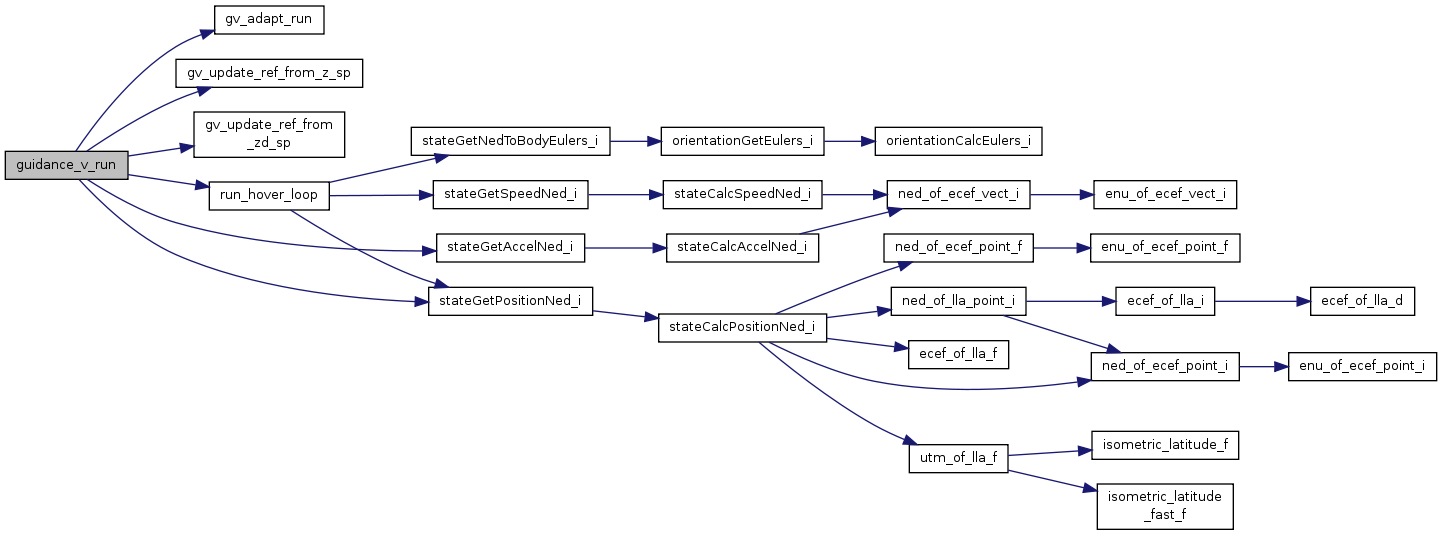 gv_adapt_run
gv_update_ref_from_z_sp
gv_update_ref_from
_zd_sp
guidance_v_run
run_hover_loop
stateGetNedToBodyEulers_i
orientationGetEulers_i
orientationCalcEulers_i
stateGetSpeedNed_i
stateCalcSpeedNed_i
ned_of_ecef_vect_i
enu_of_ecef_vect_i
stateGetAccelNed_i
stateCalcAccelNed_i
ned_of_ecef_point_f
enu_of_ecef_point_f
stateGetPositionNed_i
stateCalcPositionNed_i
ned_of_lla_point_i
ecef_of_lla_i
ecef_of_lla_d
ecef_of_lla_f
ned_of_ecef_point_i
enu_of_ecef_point_i
utm_of_lla_f
isometric_latitude_f
isometric_latitude
_fast_f